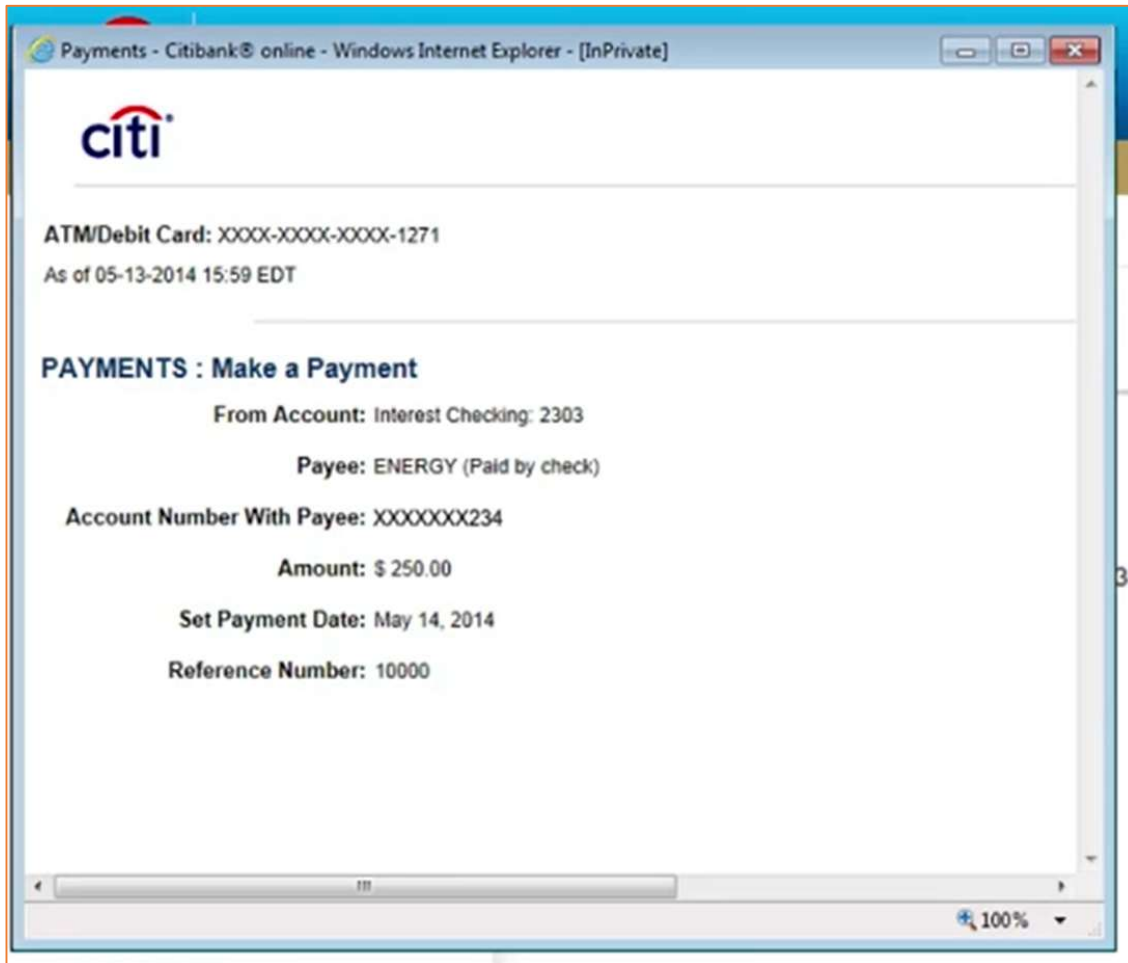 Payments - Citibank® online - Windows Internet Explorer - [InPrivate]
citi®
ATM/Debit Card: XXXX-XXXX-XXXX-1271
As of 05-13-2014 15:59 EDT
PAYMENTS : Make a Payment
From Account: Interest Checking: 2303
Payee: ENERGY (Paid by check)
Account Number With Payee: XXXXXXX234
Amount: $ 250.00
3
Set Payment Date: May 14, 2014
Reference Number: 10000
100%